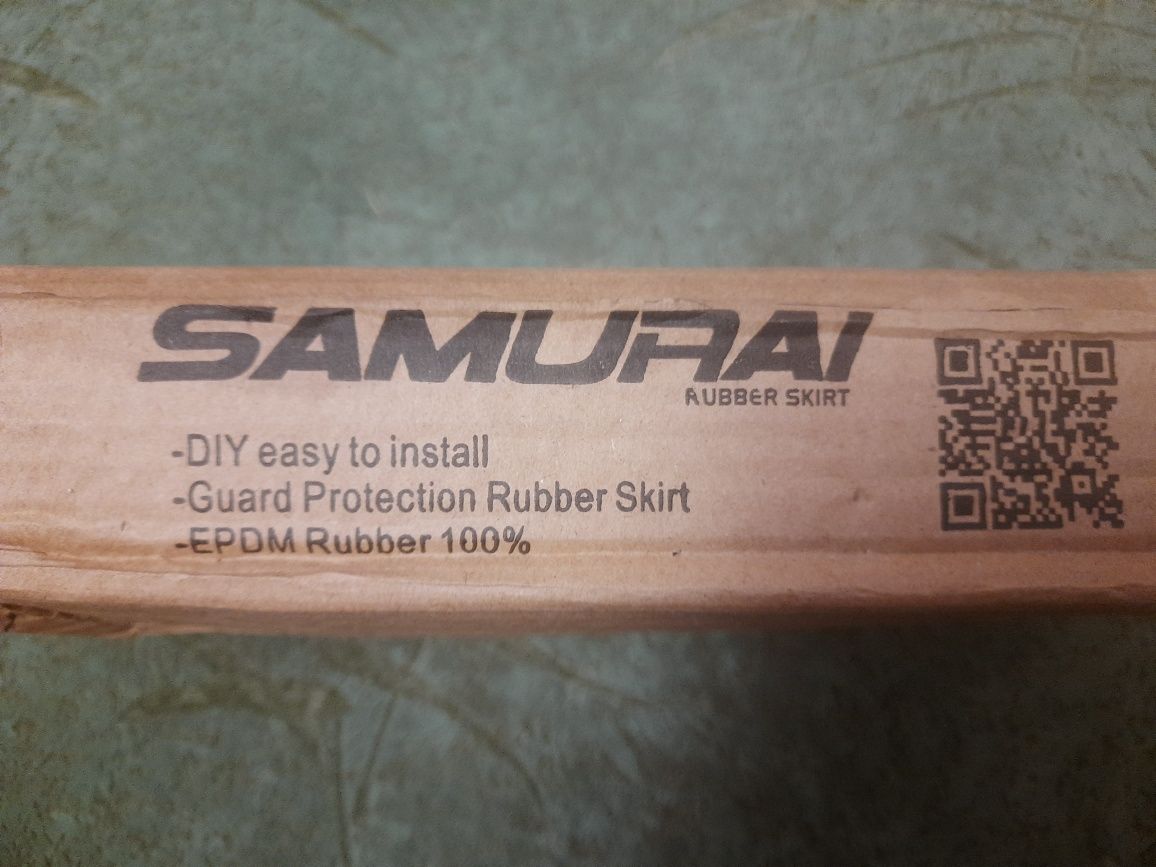 SAMURAI
RUBBER SKIRT
-DIY easy to install
-Guard Protection Rubber Skirt
-EPDM Rubber 100%